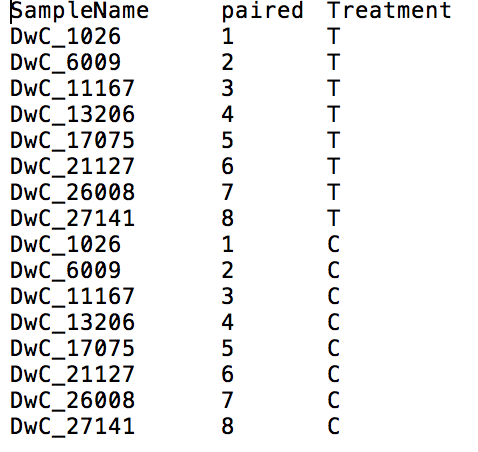 SampleName paired Treatment
DwC_1026 1 T
DwC_6009 2 T
DwC_11167 3 T
DwC_13206 4 T
DwC_17075 5 T
DwC_21127 6 T
DwC_26008 7 T
DwC_27141 8 T
DwC_1026 1 C
DwC_6009 2 C
DwC_11167 3 C
DwC_13206 4 C
DwC_17075 5 C
DwC_21127 6 C
DwC_26008 7 C
DwC_27141 8 C